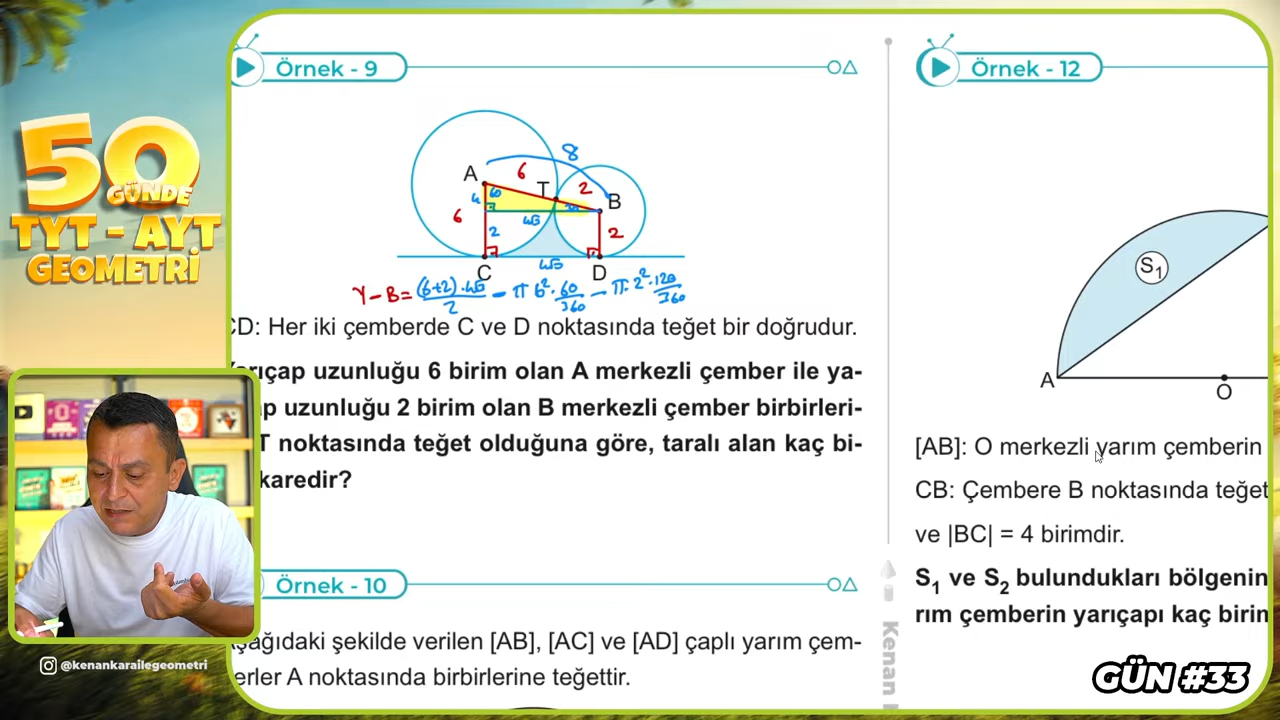 50
GÜNDE
TYT - AYT
GEOMETRİ
Örnek - 9
A
6
T
8
2
B
4
60
6
4√3
2
2
C
4√3
D
Y - B = (6+2).4√3/2 - π 6².60/360 - π.2².120/360
CD: Her iki çemberde C ve D noktasında teğet bir doğrudur.
Yarıçap uzunluğu 6 birim olan A merkezli çember ile ya-
ap uzunluğu 2 birim olan B merkezli çember birbirleri-
T noktasında teğet olduğuna göre, taralı alan kaç bi-
karedir?
Örnek - 10
Aşağıdaki şekilde verilen [AB], [AC] ve [AD] çaplı yarım çem-
erler A noktasında birbirlerine teğettir.
Örnek - 12
S1
A
O
[AB]: O merkezli yarım çemberin
CB: Çembere B noktasında teğet
ve |BC| = 4 birimdir.
S1 ve S2 bulundukları bölgenin
rım çemberin yarıçapı kaç birin
Kenan
@kenankarailegeometri
GÜN #33